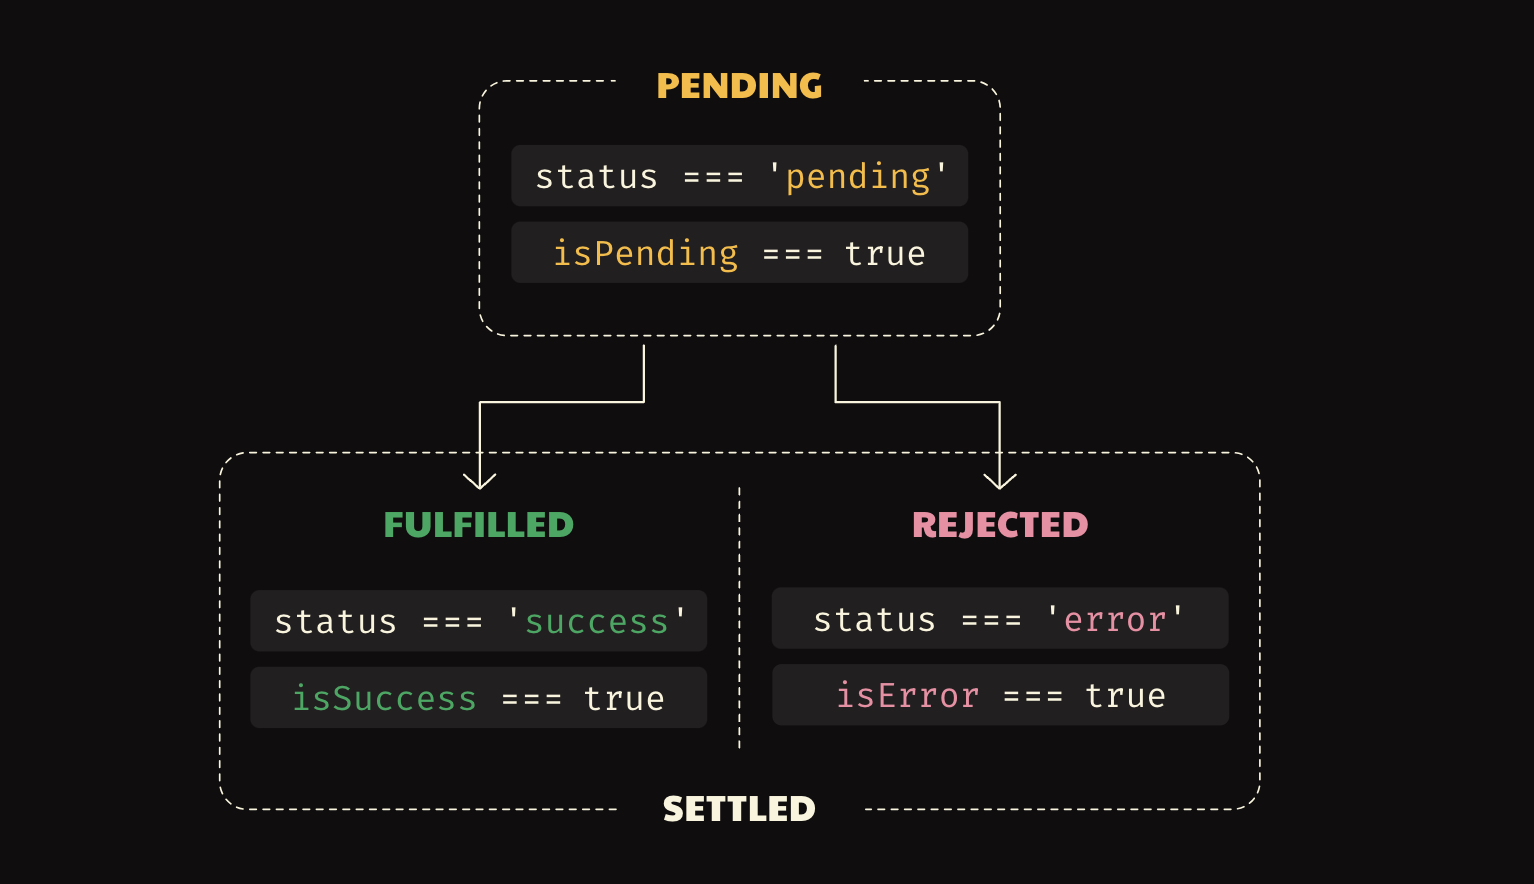 PENDING
status === 'pending'
isPending === true
FULFILLED
status === 'success'
isSuccess === true
REJECTED
status === 'error'
isError === true
SETTLED